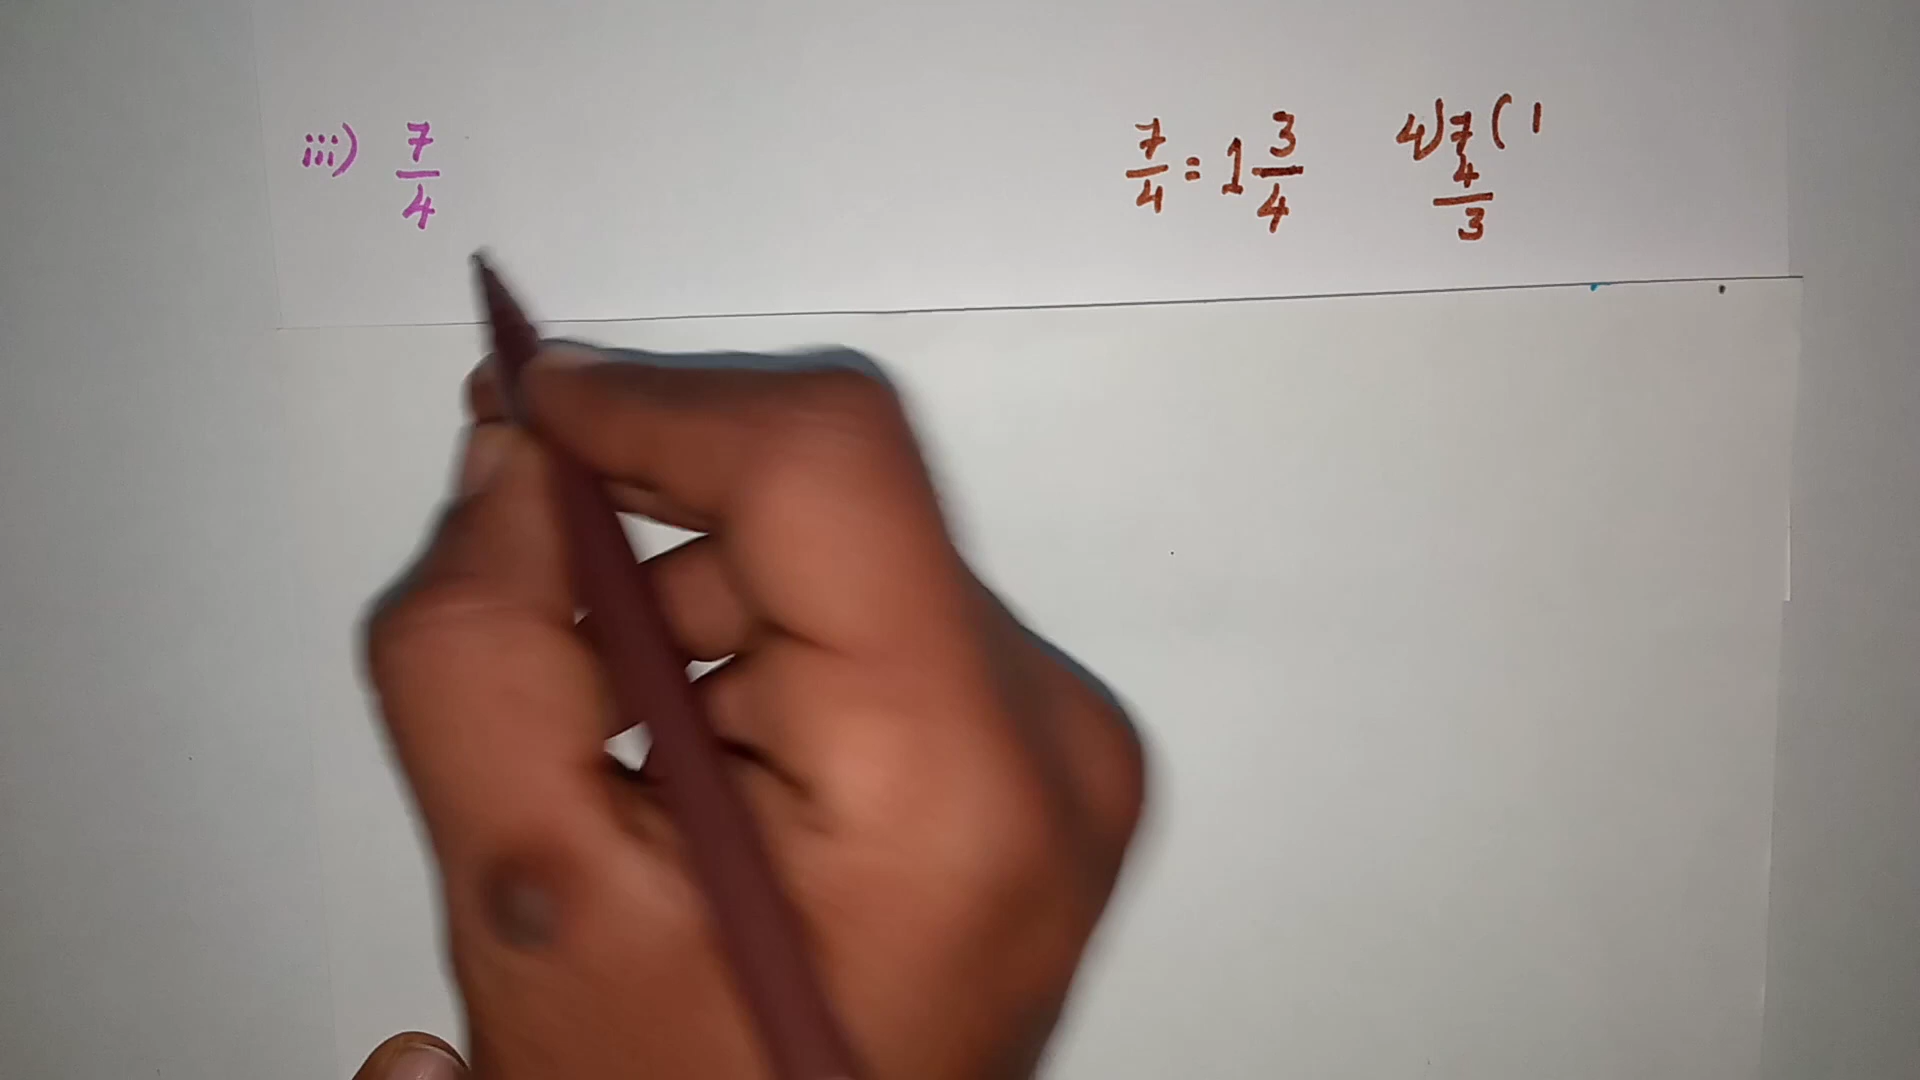 iii) 7/4
7/4 = 1 3/4
4)7(1
4
3